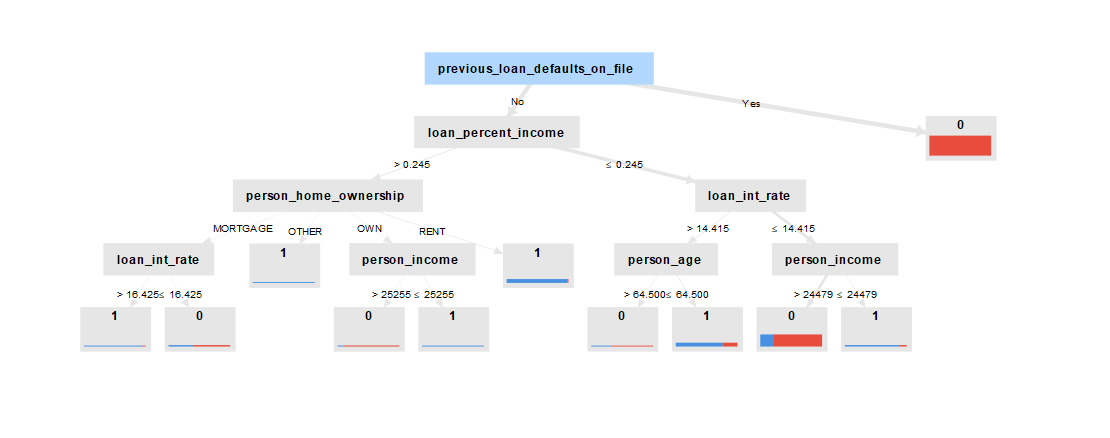 previous_loan_defaults_on_file
No
Yes
0
loan_percent_income
> 0.245
≤ 0.245
person_home_ownership
loan_int_rate
MORTGAGE
OTHER
OWN
RENT
> 14.415
≤ 14.415
loan_int_rate
1
person_income
1
person_age
person_income
> 16.425
≤ 16.425
> 25255
≤ 25255
> 64.500
≤ 64.500
> 24479
≤ 24479
1
0
0
1
0
1
0
1